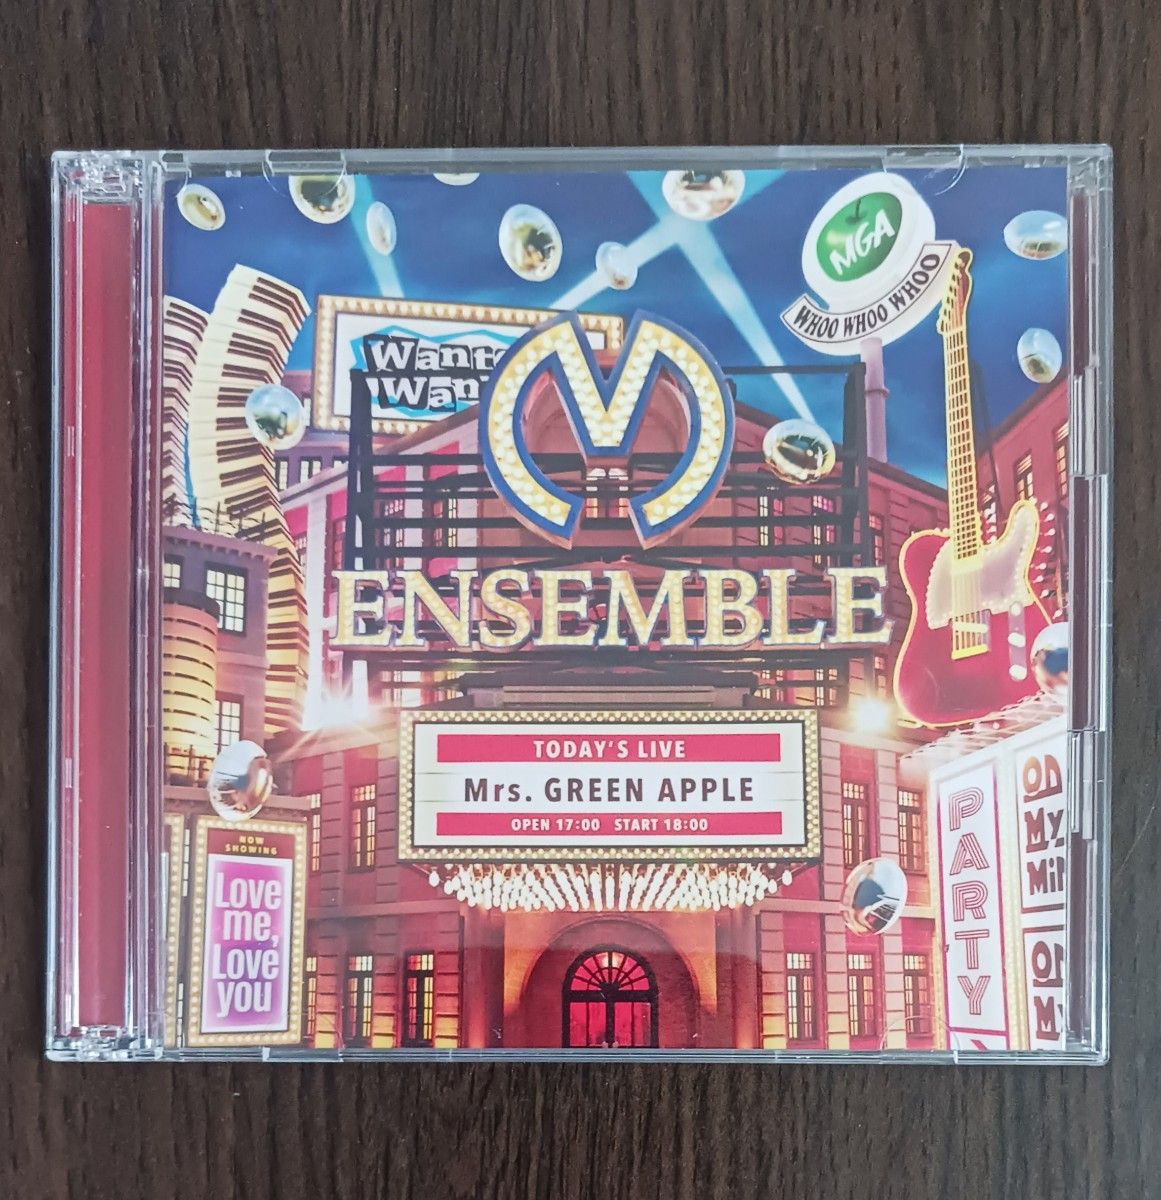 MGA
WHOO WHOO WHOO
M
ENSEMBLE
TODAY'S LIVE
Mrs. GREEN APPLE
OPEN 17:00 START 18:00
NOW
SHOWING
Love
me,
Love
you
PARTY
My